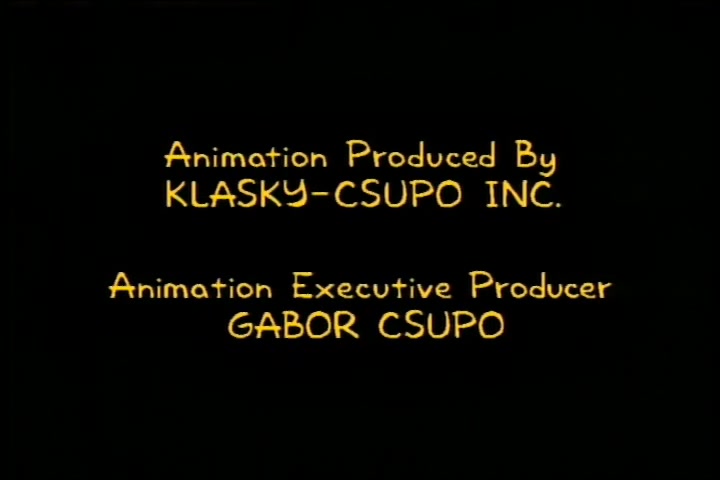 Animation Produced By
KLASKY-CSUPO INC.
Animation Executive Producer
GABOR CSUPO